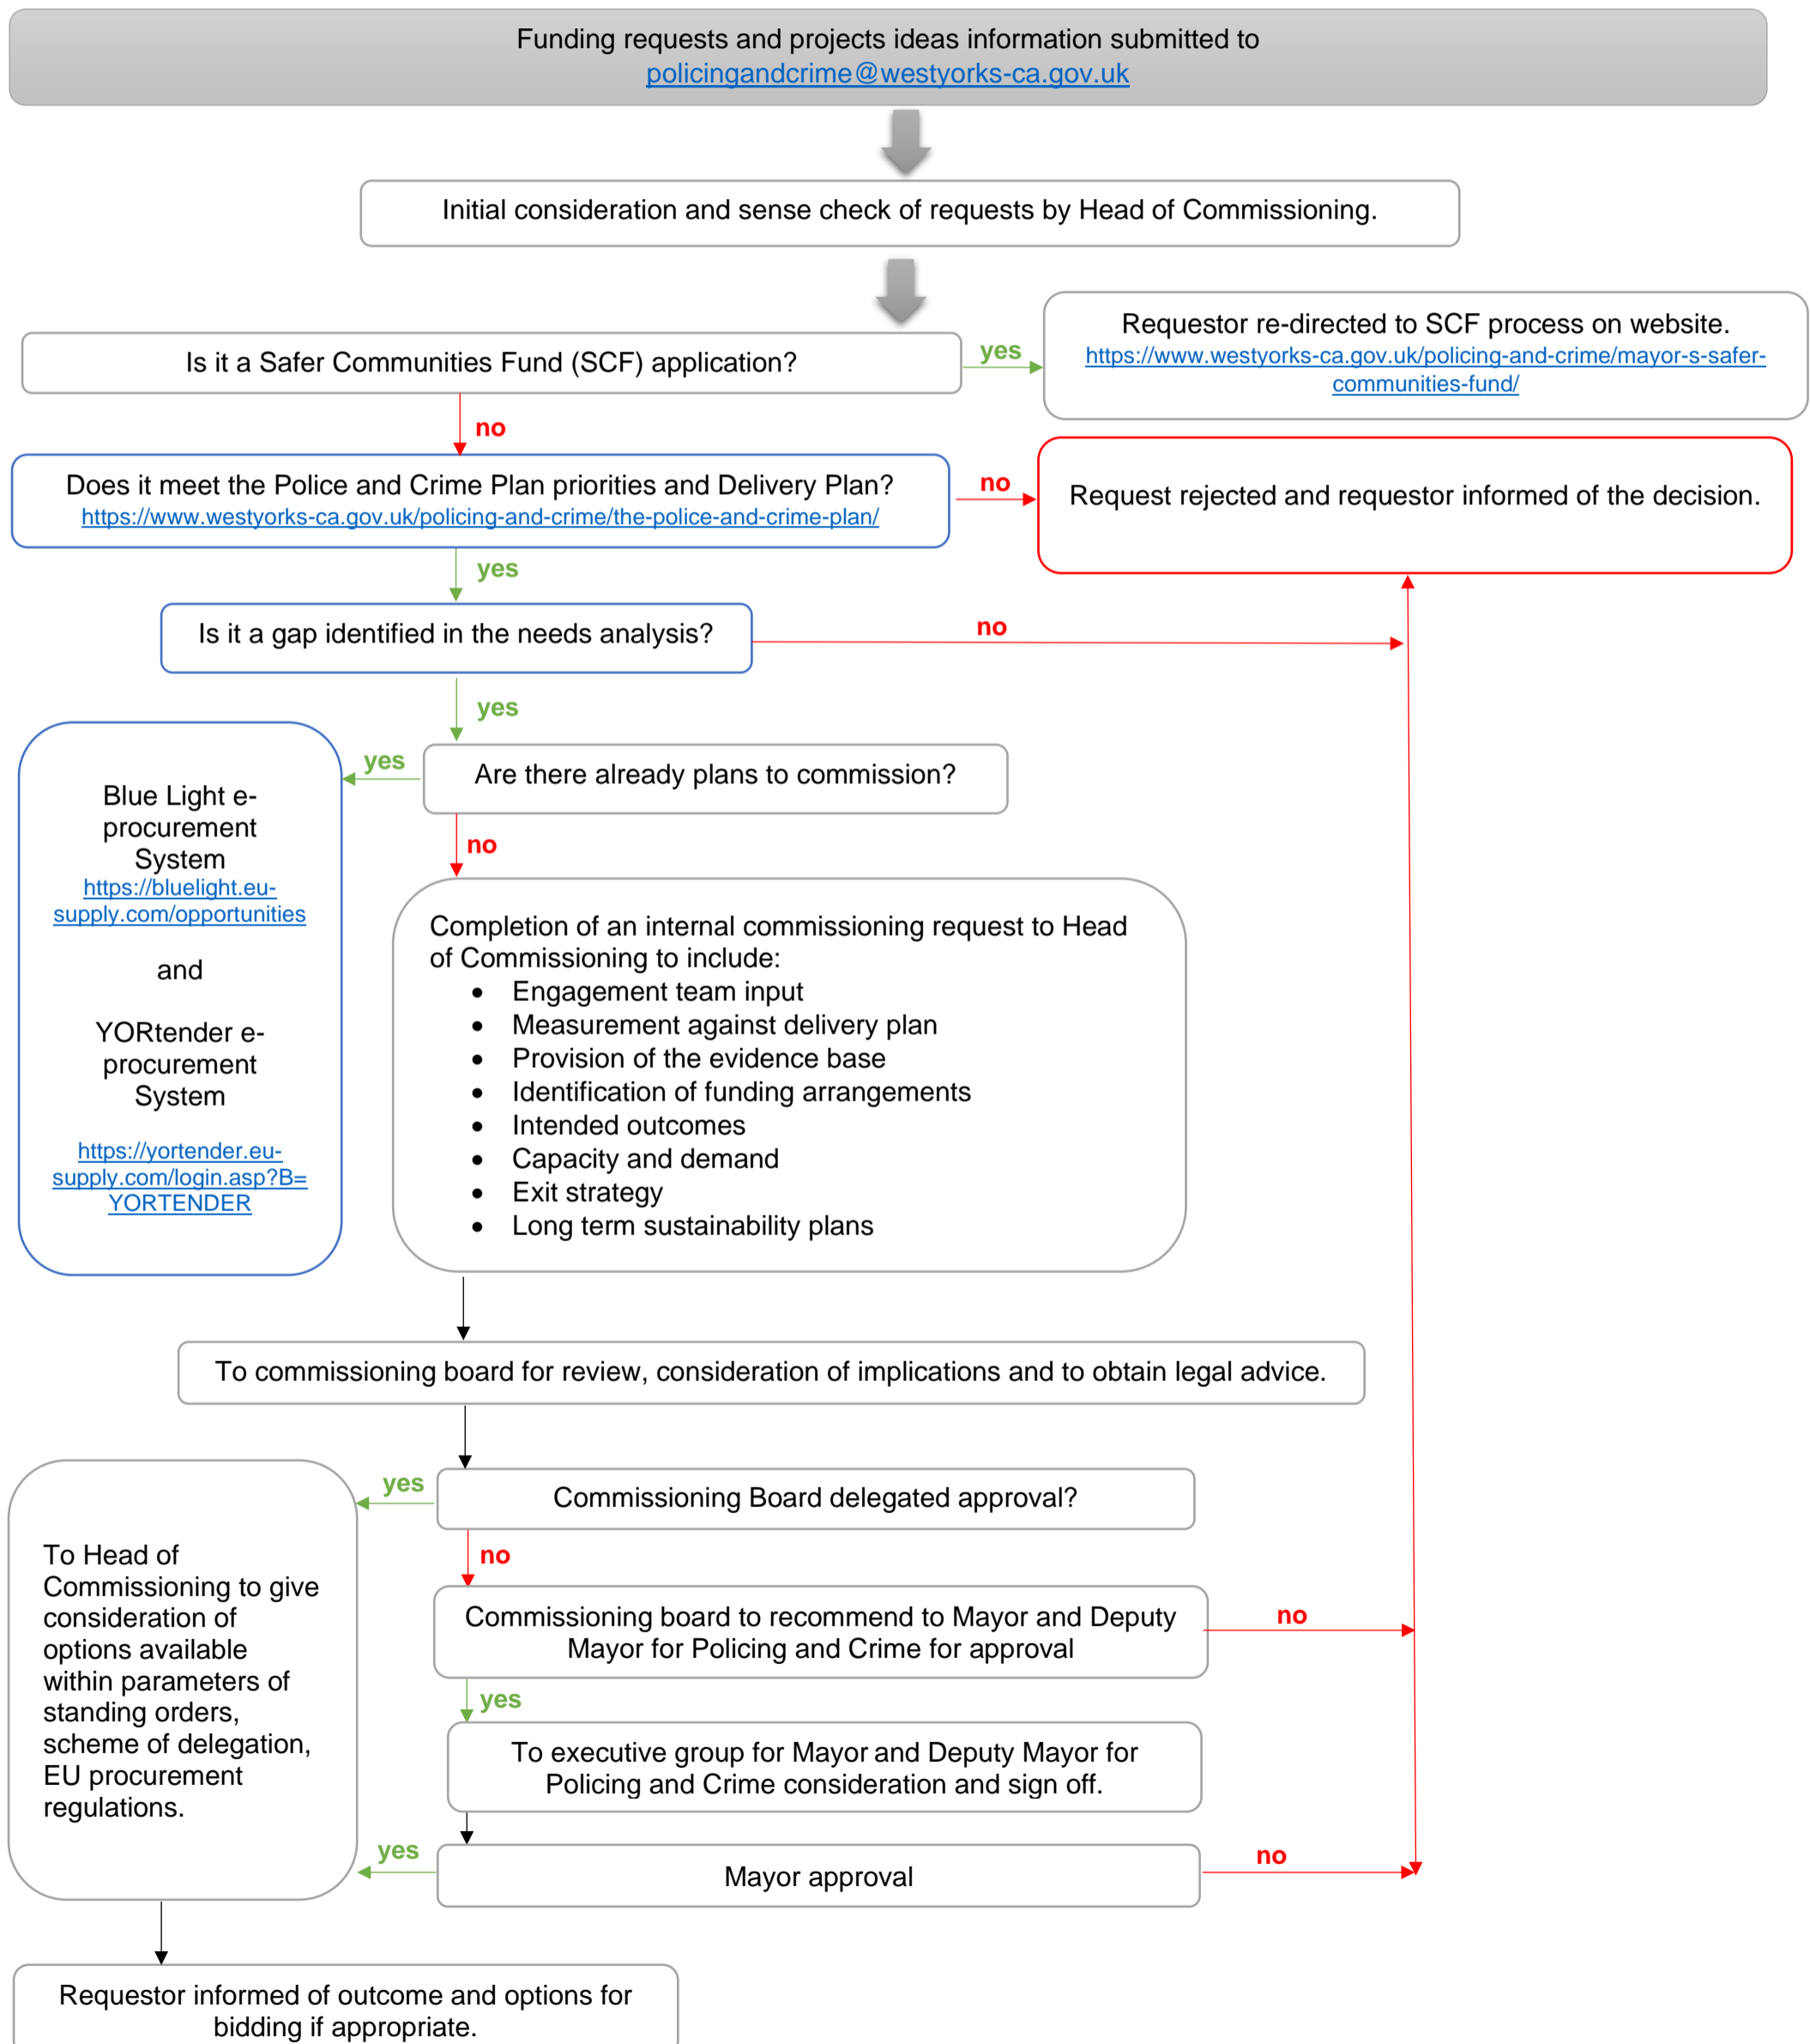 Funding requests and projects ideas information submitted to
policingandcrime@westyorks-ca.gov.uk
Initial consideration and sense check of requests by Head of Commissioning.
Is it a Safer Communities Fund (SCF) application?
yes
Requestor re-directed to SCF process on website.
https://www.westyorks-ca.gov.uk/policing-and-crime/mayor-s-safer-
communities-fund/
no
Does it meet the Police and Crime Plan priorities and Delivery Plan?
https://www.westyorks-ca.gov.uk/policing-and-crime/the-police-and-crime-plan/
no
Request rejected and requestor informed of the decision.
yes
Is it a gap identified in the needs analysis?
no
yes
Are there already plans to commission?
yes
Blue Light e-
procurement
System
https://bluelight.eu-
supply.com/opportunities
and
YORtender e-
procurement
System
https://yortender.eu-
supply.com/login.asp?B=
YORTENDER
no
Completion of an internal commissioning request to Head
of Commissioning to include:
• Engagement team input
• Measurement against delivery plan
• Provision of the evidence base
• Identification of funding arrangements
• Intended outcomes
• Capacity and demand
• Exit strategy
• Long term sustainability plans
To commissioning board for review, consideration of implications and to obtain legal advice.
Commissioning Board delegated approval?
yes
To Head of
Commissioning to give
consideration of
options available
within parameters of
standing orders,
scheme of delegation,
EU procurement
regulations.
no
Commissioning board to recommend to Mayor and Deputy
Mayor for Policing and Crime for approval
no
yes
To executive group for Mayor and Deputy Mayor for
Policing and Crime consideration and sign off.
yes
Mayor approval
no
Requestor informed of outcome and options for
bidding if appropriate.